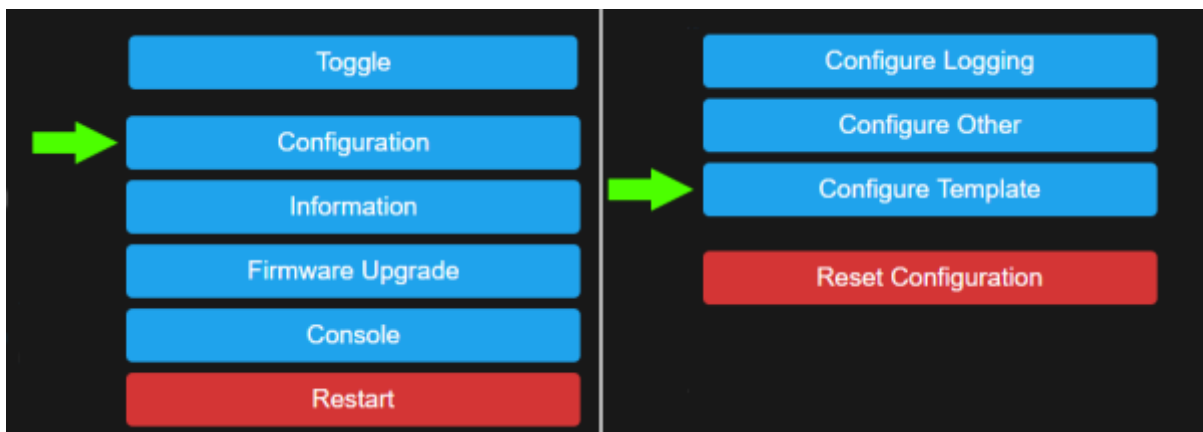 Toggle
Configuration
Information
Firmware Upgrade
Console
Restart
Configure Logging
Configure Other
Configure Template
Reset Configuration